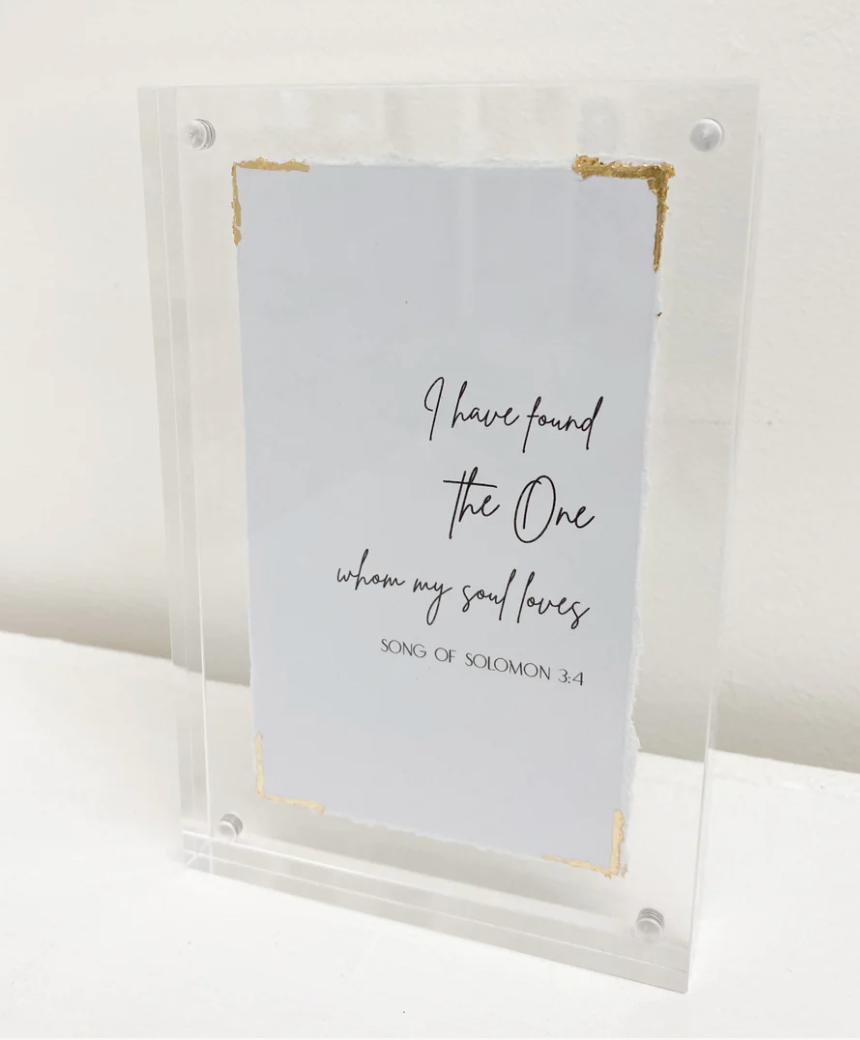 I have found
the One
whom my soul loves
SONG OF SOLOMON 3:4